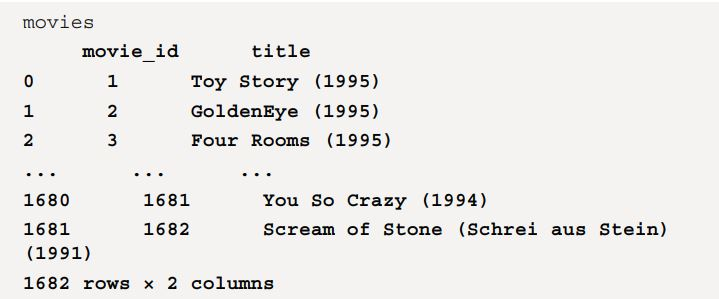 movies
movie_id title
0 1 Toy Story (1995)
1 2 GoldenEye (1995)
2 3 Four Rooms (1995)
... ... ...
1680 1681 You So Crazy (1994)
1681 1682 Scream of Stone (Schrei aus Stein)
(1991)
1682 rows × 2 columns